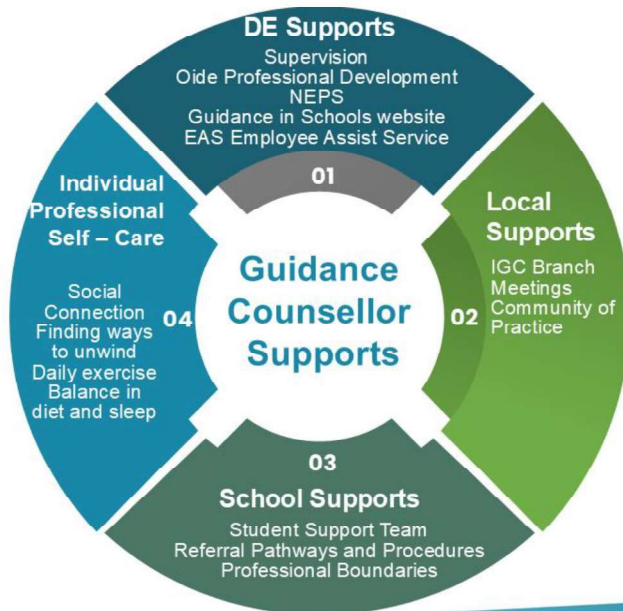 DE Supports
Supervision
Oide Professional Development
NEPS
Guidance in Schools website
EAS Employee Assist Service
01
Local
Supports
IGC Branch
Meetings
Community of
Practice
02
03
School Supports
Student Support Team
Referral Pathways and Procedures
Professional Boundaries
Individual
Professional
Self – Care
Social
Connection
Finding ways
to unwind
Daily exercise
Balance in
diet and sleep
04
Guidance
Counsellor
Supports